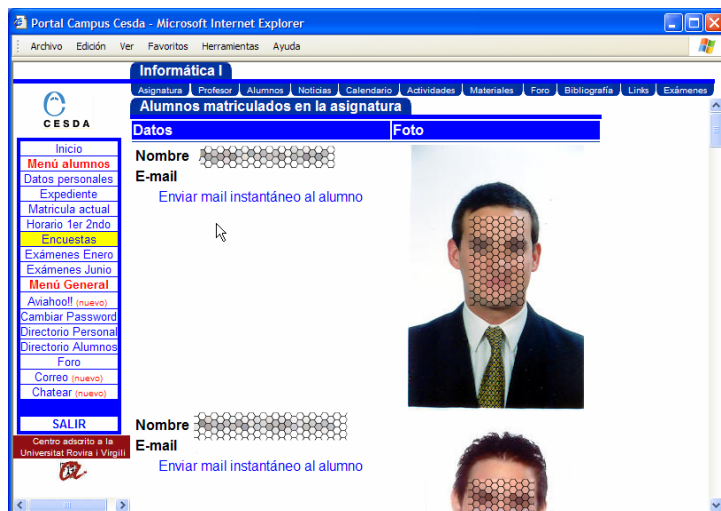 Portal Campus Cesda - Microsoft Internet Explorer
Archivo Edición Ver Favoritos Herramientas Ayuda
Informática I
Asignatura Profesor Alumnos Noticias Calendario Actividades Materiales Foro Bibliografía Links Exámenes
Alumnos matriculados en la asignatura
CESDA
Datos Foto
Inicio
Menú alumnos
Datos personales
Expediente
Matricula actual
Horario 1er 2ndo
Encuestas
Exámenes Enero
Exámenes Junio
Menú General
Aviahoo!! (nuevo)
Cambiar Password
Directorio Personal
Directorio Alumnos
Foro
Correo (nuevo)
Chatear (nuevo)
SALIR
Centro adscrito a la
Universitat Rovira i Virgili
Nombre
E-mail
Enviar mail instantáneo al alumno
Nombre
E-mail
Enviar mail instantáneo al alumno